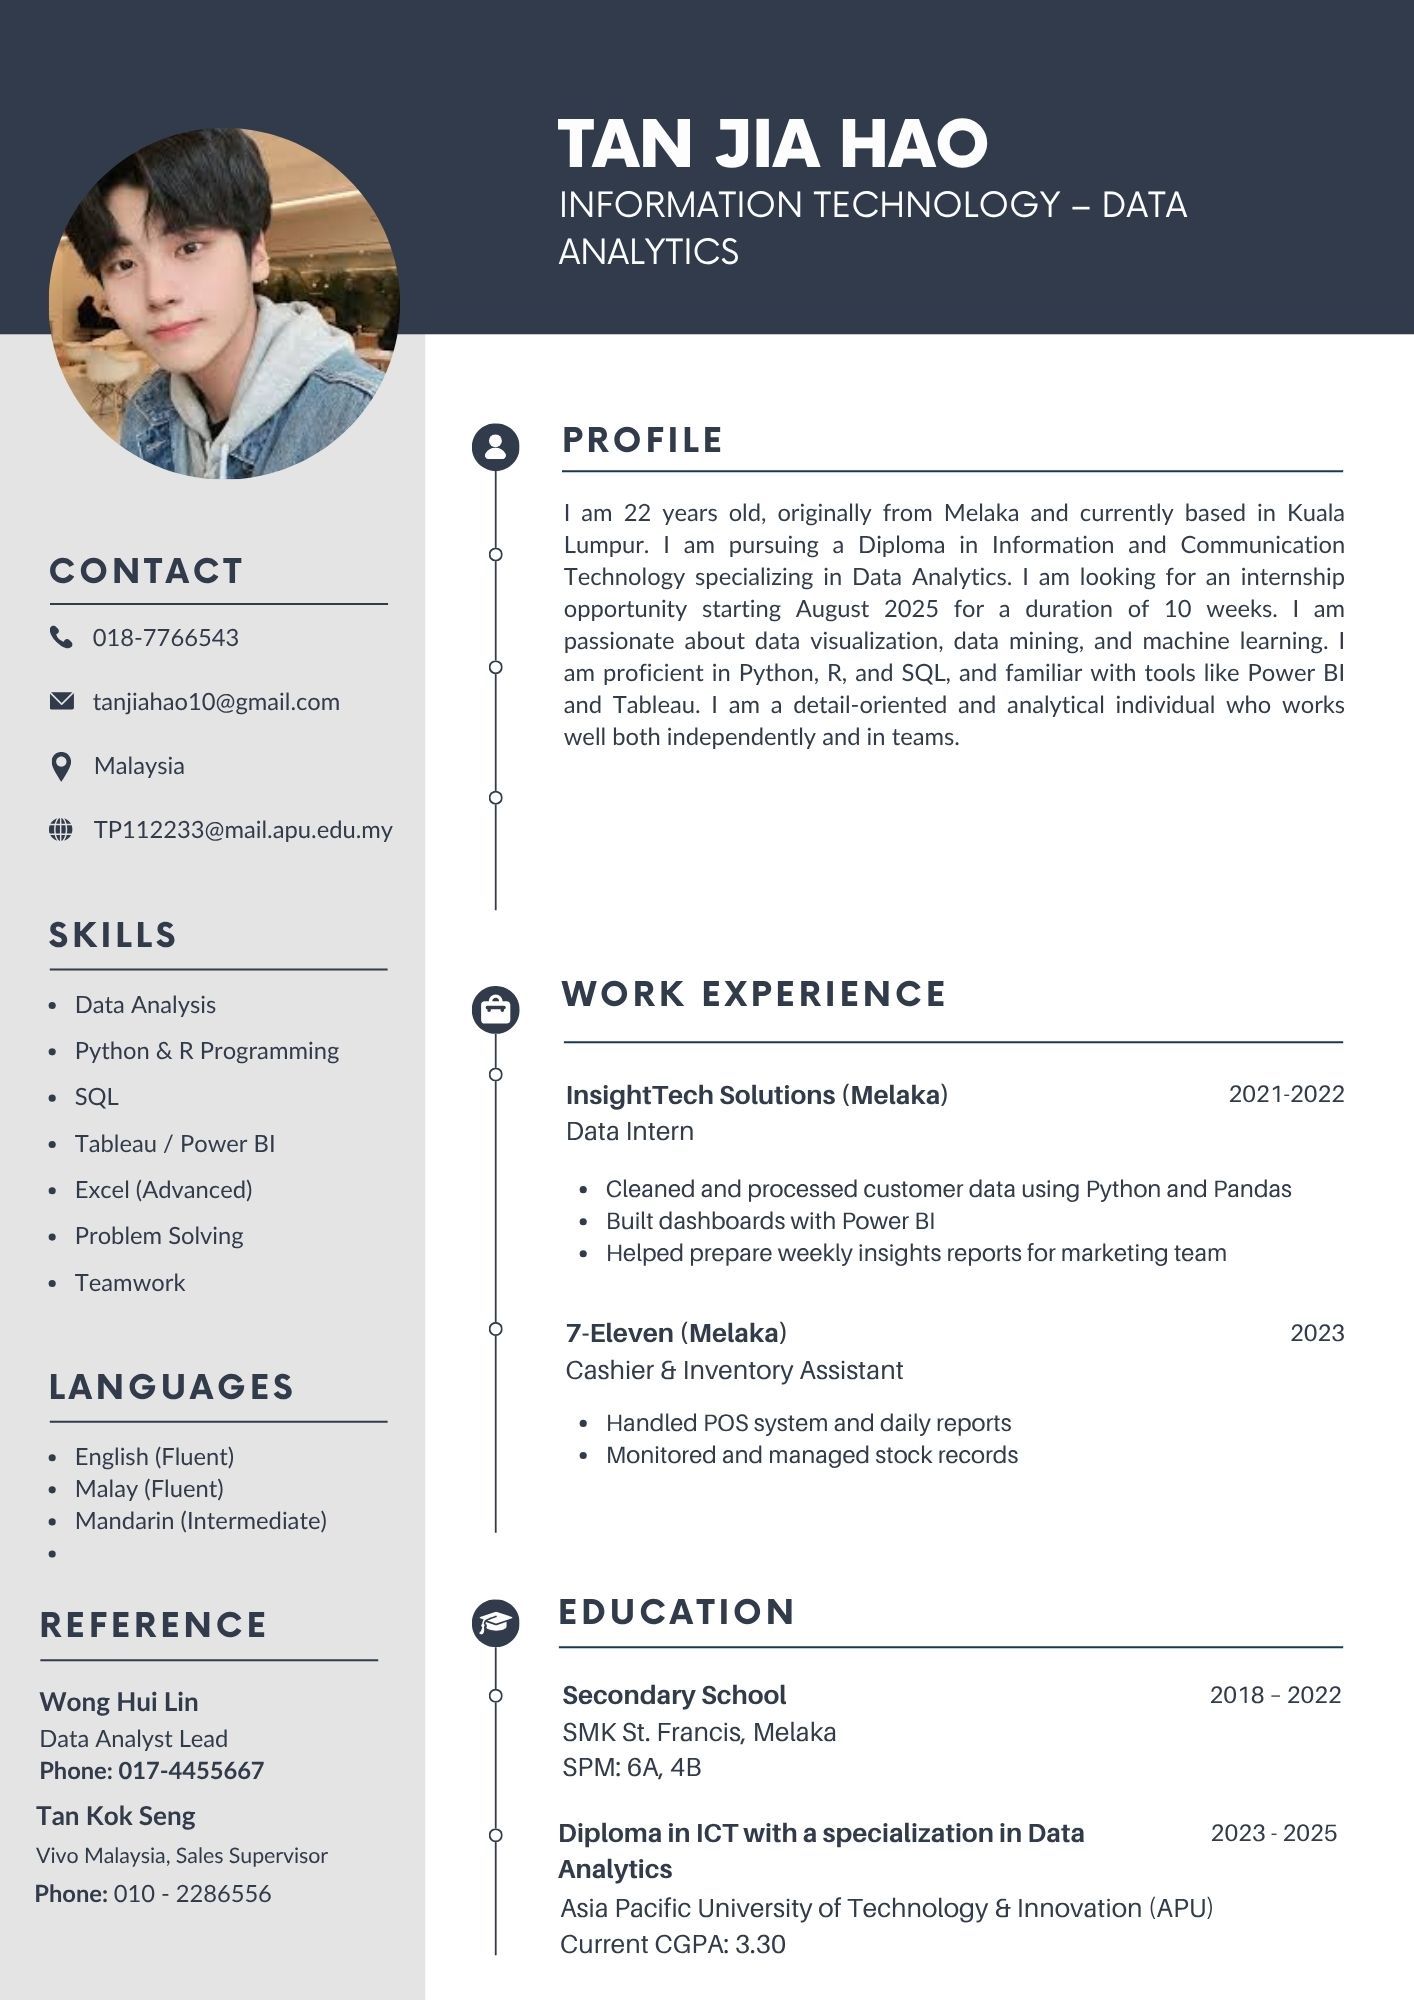 TAN JIA HAO
INFORMATION TECHNOLOGY – DATA
ANALYTICS
CONTACT
018-7766543
tanjiahao10@gmail.com
Malaysia
TP112233@mail.apu.edu.my
SKILLS
• Data Analysis
• Python & R Programming
• SQL
• Tableau / Power BI
• Excel (Advanced)
• Problem Solving
• Teamwork
LANGUAGES
• English (Fluent)
• Malay (Fluent)
• Mandarin (Intermediate)
•
REFERENCE
Wong Hui Lin
Data Analyst Lead
Phone: 017-4455667
Tan Kok Seng
Vivo Malaysia, Sales Supervisor
Phone: 010 - 2286556
PROFILE
I am 22 years old, originally from Melaka and currently based in Kuala
Lumpur. I am pursuing a Diploma in Information and Communication
Technology specializing in Data Analytics. I am looking for an internship
opportunity starting August 2025 for a duration of 10 weeks. I am
passionate about data visualization, data mining, and machine learning. I
am proficient in Python, R, and SQL, and familiar with tools like Power BI
and Tableau. I am a detail-oriented and analytical individual who works
well both independently and in teams.
WORK EXPERIENCE
InsightTech Solutions (Melaka) 2021-2022
Data Intern
• Cleaned and processed customer data using Python and Pandas
• Built dashboards with Power BI
• Helped prepare weekly insights reports for marketing team
7-Eleven (Melaka) 2023
Cashier & Inventory Assistant
• Handled POS system and daily reports
• Monitored and managed stock records
EDUCATION
Secondary School 2018 – 2022
SMK St. Francis, Melaka
SPM: 6A, 4B
Diploma in ICT with a specialization in Data 2023 - 2025
Analytics
Asia Pacific University of Technology & Innovation (APU)
Current CGPA: 3.30